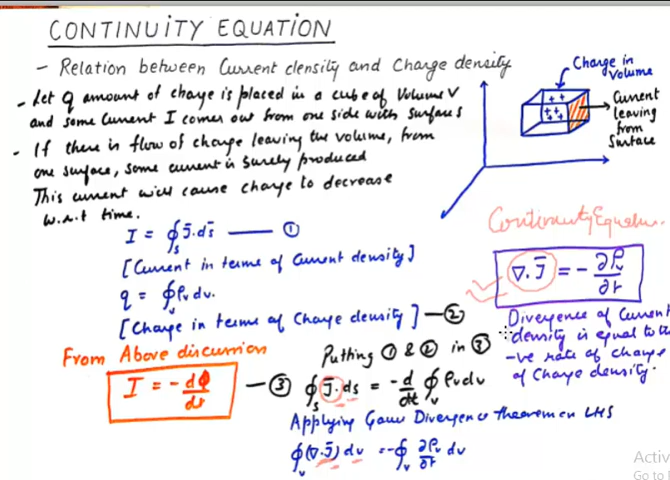 CONTINUITY EQUATION
- Relation between Current density and Charge density
- Let q amount of charge is placed in a cube of Volume V
and some Current I comes out from one side with Surface S
- If there is flow of charge leaving the volume, from
one surface, some current is Surely produced
This current will cause charge to decrease
w.r.t time.
Charge in
Volume
Current
leaving
from
Surface
I = ∮s J̄.ds̄ —— ①
[Current in terms of Current density]
q = ∮v ρv dv.
[Charge in terms of Charge density] —②
From Above discussion
I = - dQ/dt —③
Putting ① & ② in ③
∮s J̄. ds = - d/dt ∮v ρv dv
Applying Gauss Divergence theorem on LHS
∮v (∇. J̄) dv = -∮v ∂ρv/∂t dv
Continuity
∇. J̄ = - ∂ρv/∂t
Divergence of Current
density is equal to the
-ve rate of change
of Charge density.
Activ
Go to